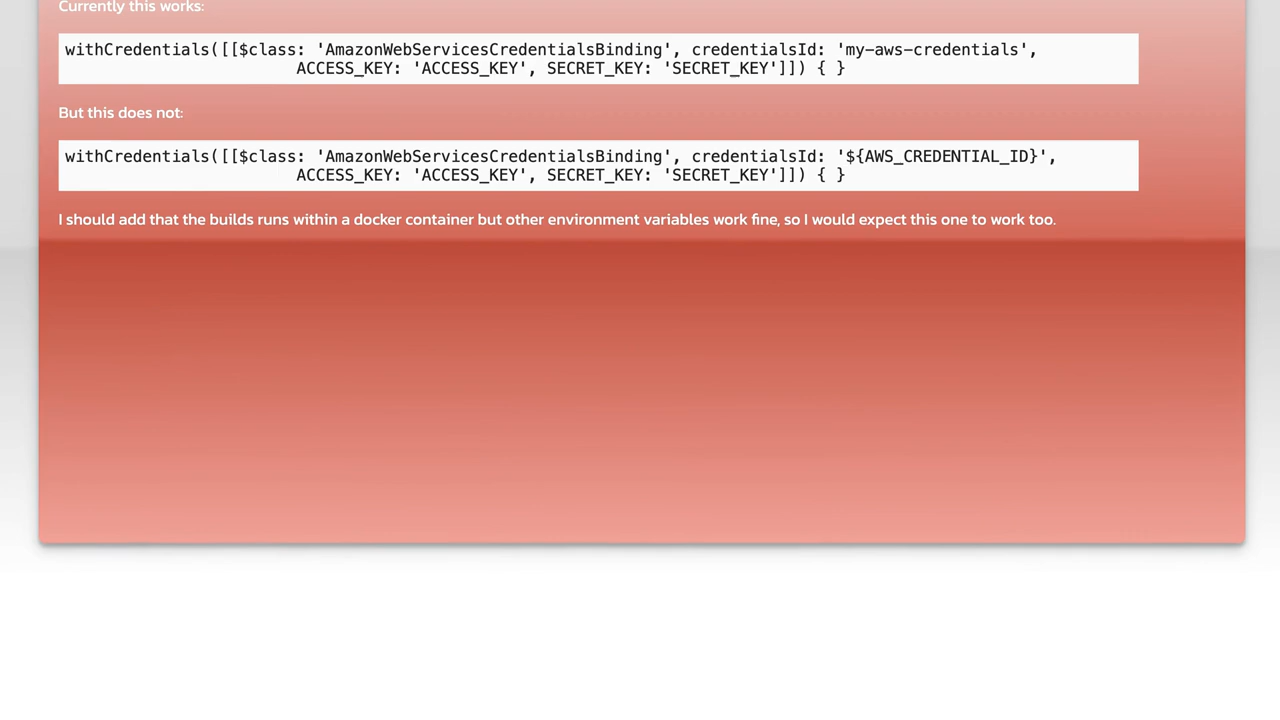 Currently this works:
withCredentials([[$class: 'AmazonWebServicesCredentialsBinding', credentialsId: 'my-aws-credentials',
ACCESS_KEY: 'ACCESS_KEY', SECRET_KEY: 'SECRET_KEY']]) { }
But this does not:
withCredentials([[$class: 'AmazonWebServicesCredentialsBinding', credentialsId: '${AWS_CREDENTIAL_ID}',
ACCESS_KEY: 'ACCESS_KEY', SECRET_KEY: 'SECRET_KEY']]) { }
I should add that the builds runs within a docker container but other environment variables work fine, so I would expect this one to work too.